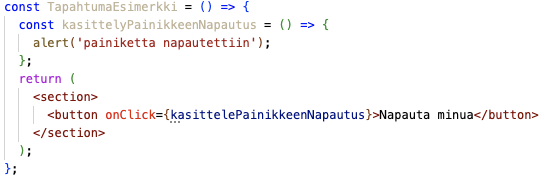 const TapahtumaEsimerkki = () => {
  const kasittelyPainikkeenNapautus = () => {
    alert('painiketta napautettiin');
  };
  return (
    <section>
      <button onClick={kasittelePainikkeenNapautus}>Napauta minua</button>
    </section>
  );
};